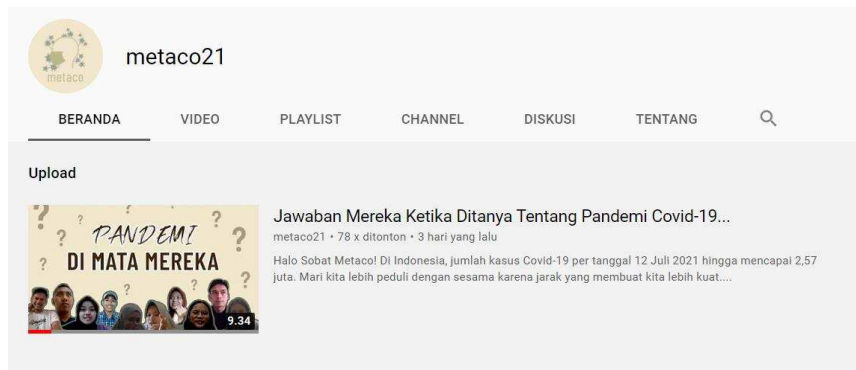 metaco
metaco21
BERANDA VIDEO PLAYLIST CHANNEL DISKUSI TENTANG
Upload
? ? ? ? ? ? ? ? ?
PANDEMI
DI MATA MEREKA
9.34
Jawaban Mereka Ketika Ditanya Tentang Pandemi Covid-19...
metaco21 • 78 x ditonton • 3 hari yang lalu
Halo Sobat Metaco! Di Indonesia, jumlah kasus Covid-19 per tanggal 12 Juli 2021 hingga mencapai 2,57
juta. Mari kita lebih peduli dengan sesama karena jarak yang membuat kita lebih kuat....